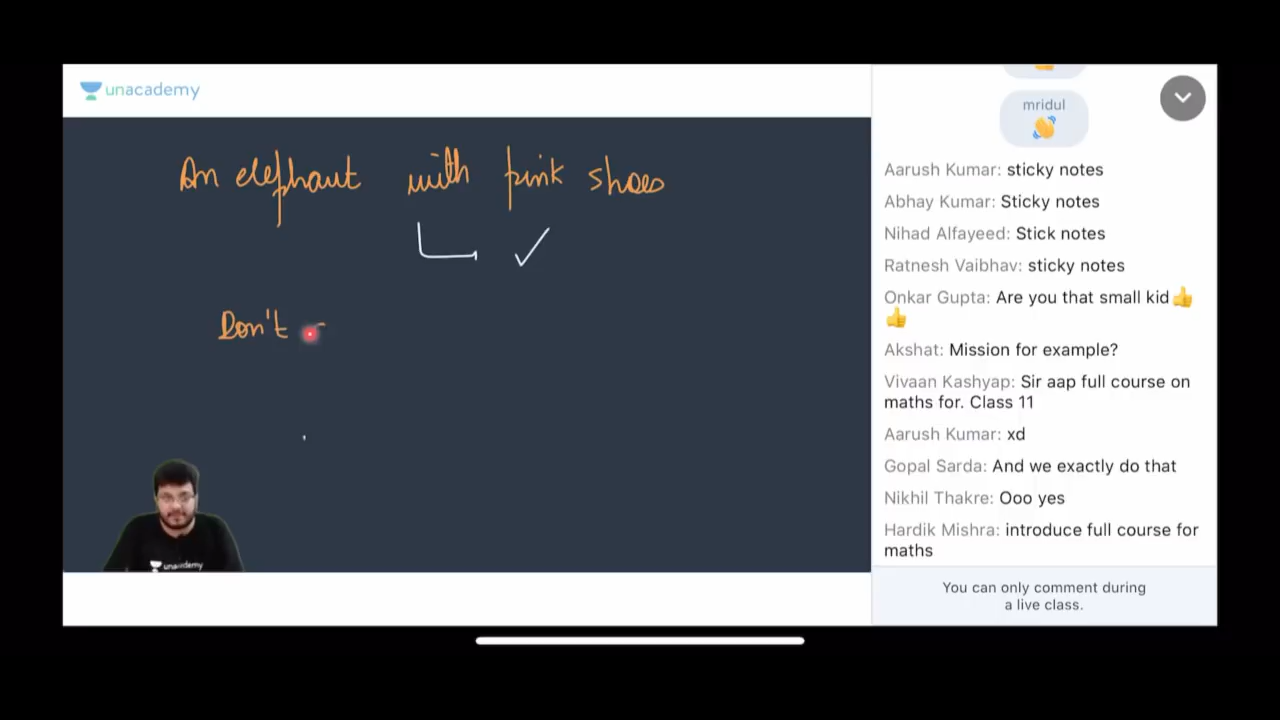 unacademy
An elephant with pink shoes
Don't
unacademy
mridul
Aarush Kumar: sticky notes
Abhay Kumar: Sticky notes
Nihad Alfayeed: Stick notes
Ratnesh Vaibhav: sticky notes
Onkar Gupta: Are you that small kid👍
👍
Akshat: Mission for example?
Vivaan Kashyap: Sir aap full course on
maths for. Class 11
Aarush Kumar: xd
Gopal Sarda: And we exactly do that
Nikhil Thakre: Ooo yes
Hardik Mishra: introduce full course for
maths
You can only comment during
a live class.